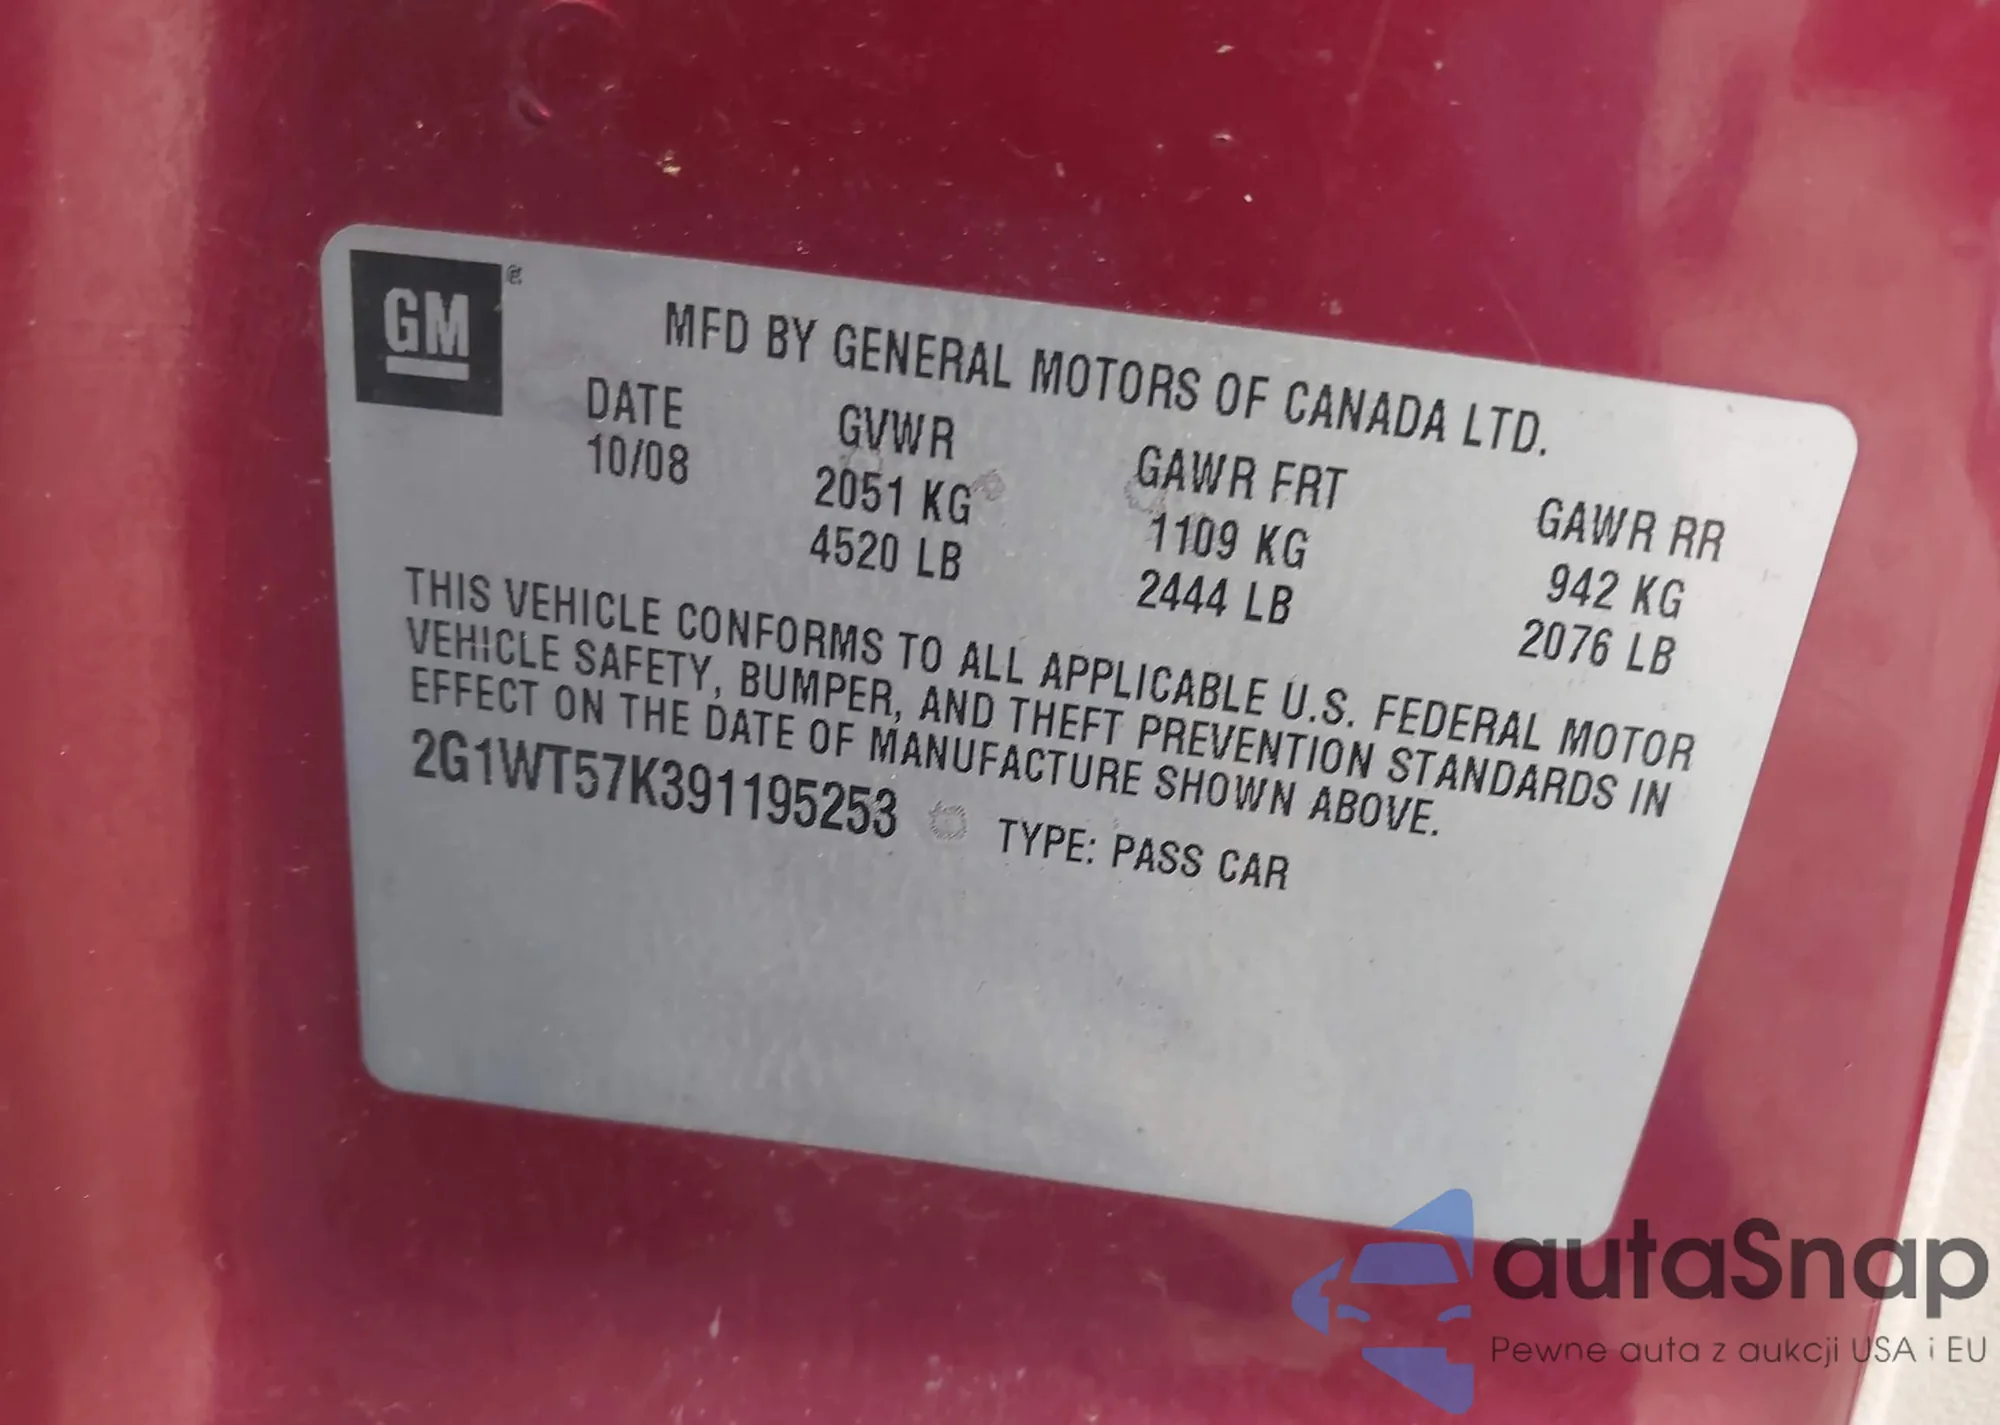 GM
MFD BY GENERAL MOTORS OF CANADA LTD.
DATE GVWR GAWR FRT GAWR RR
10/08 2051 KG 1109 KG 942 KG
4520 LB 2444 LB 2076 LB
THIS VEHICLE CONFORMS TO ALL APPLICABLE U.S. FEDERAL MOTOR
VEHICLE SAFETY, BUMPER, AND THEFT PREVENTION STANDARDS IN
EFFECT ON THE DATE OF MANUFACTURE SHOWN ABOVE.
2G1WT57K391195253 TYPE: PASS CAR
autaSnap
Pewne auta z aukcji USA i EU